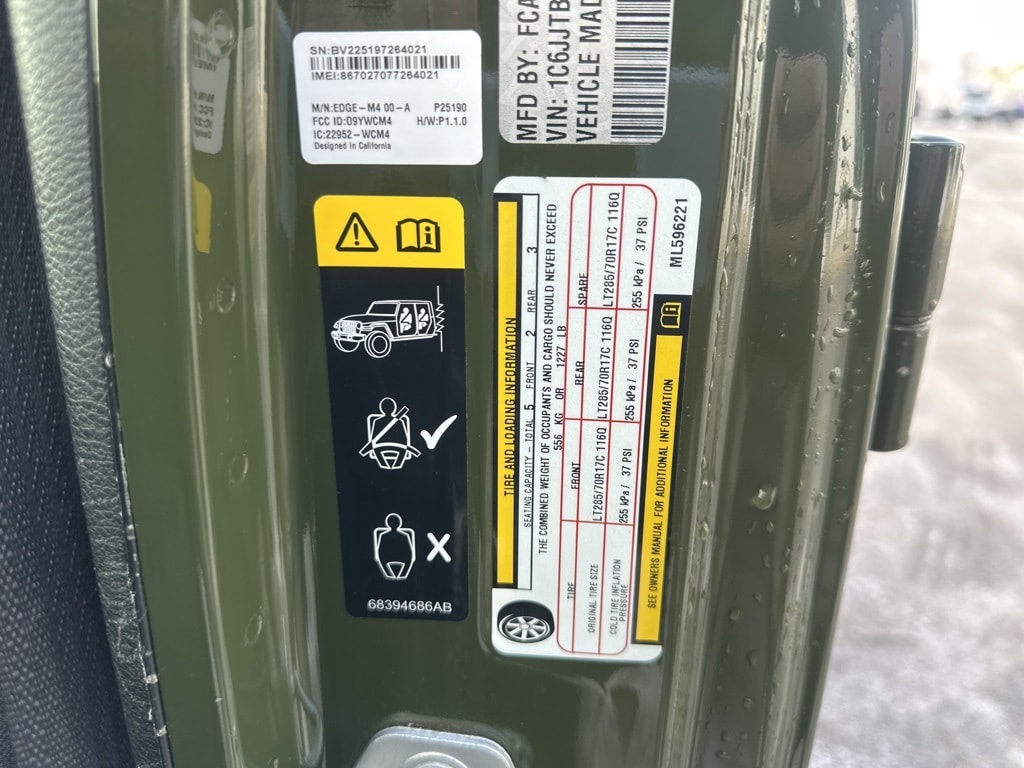 SN:BV225197264021
IMEI:867027077264021
M/N:EDGE-M4 00-A P25190
FCC ID:O9YWCM4 H/W:P1.1.0
IC:22952-WCM4
Designed in California
MFD BY: FCA
VIN: 1C6JJTB
VEHICLE MAD
68394686AB
TIRE AND LOADING INFORMATION
SEATING CAPACITY - TOTAL 5 FRONT 2 REAR 3
THE COMBINED WEIGHT OF OCCUPANTS AND CARGO SHOULD NEVER EXCEED
556 KG OR 1227 LB
TIRE FRONT REAR SPARE
ORIGINAL TIRE SIZE LT285/70R17C 116Q LT285/70R17C 116Q LT285/70R17C 116Q
COLD TIRE INFLATION
PRESSURE 255 kPa / 37 PSI 255 kPa / 37 PSI 255 kPa / 37 PSI
SEE OWNERS MANUAL FOR ADDITIONAL INFORMATION
ML596221